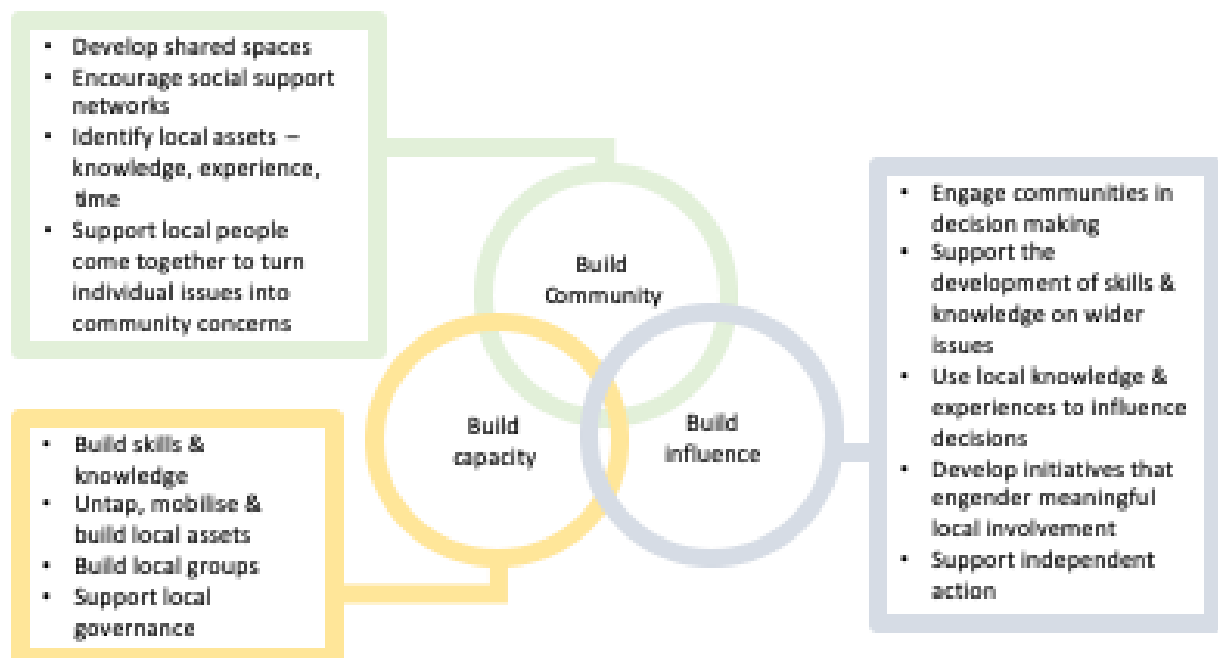 • Develop shared spaces
• Encourage social support
networks
• Identify local assets –
knowledge, experience,
time
• Support local people
come together to turn
individual issues into
community concerns
Build
Community
Build
capacity
Build
influence
• Build skills &
knowledge
• Untap, mobilise &
build local assets
• Build local groups
• Support local
governance
• Engage communities in
decision making
• Support the
development of skills &
knowledge on wider
issues
• Use local knowledge &
experiences to influence
decisions
• Develop initiatives that
engender meaningful
local involvement
• Support independent
action